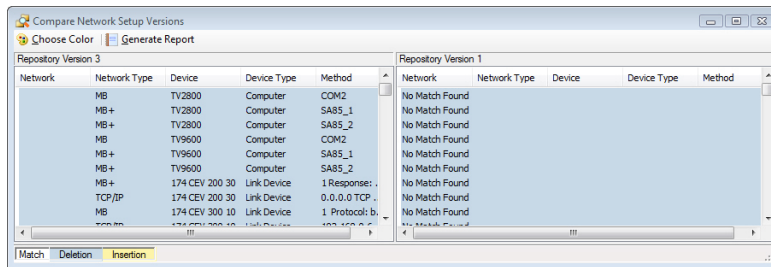 Compare Network Setup Versions
Choose Color Generate Report
Repository Version 3 Repository Version 1
Network Network Type Device Device Type Method Network Network Type Device Device Type Method
MB TV2800 Computer COM2 No Match Found
MB+ TV2800 Computer SA85_1 No Match Found
MB+ TV2800 Computer SA85_2 No Match Found
MB TV9600 Computer COM2 No Match Found
MB+ TV9600 Computer SA85_1 No Match Found
MB+ TV9600 Computer SA85_2 No Match Found
MB+ 174 CEV 200 30 Link Device 1 Response: . No Match Found
TCP/IP 174 CEV 200 30 Link Device 0.0.0.0 TCP . No Match Found
MB 174 CEV 300 10 Link Device 1 Protocol: b. No Match Found
Match Deletion Insertion